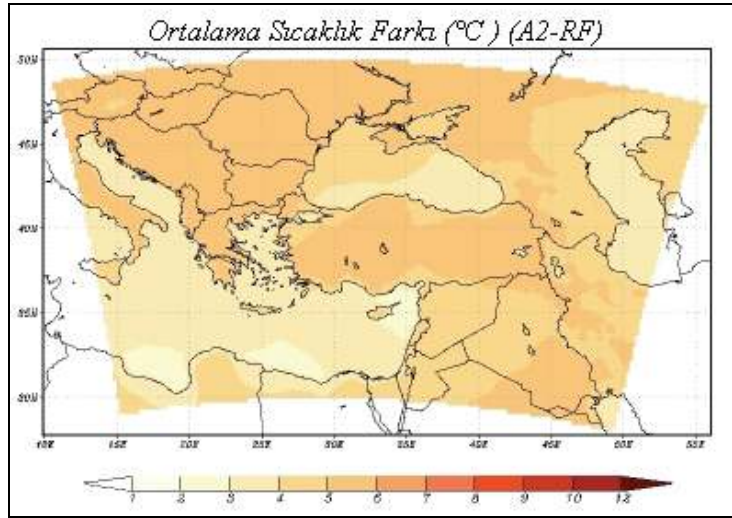 Ortalama Sıcaklık Farkı (ºC ) (A2-RF)
50N
45N
40N
35N
30N
10E 15E 20E 25E 30E 35E 40E 45E 50E 55E
1 2 3 4 5 6 7 8 9 10 12